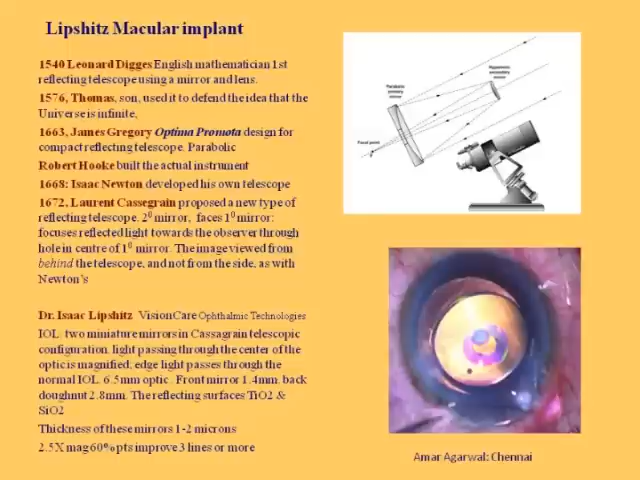 Lipshitz Macular implant
1540 Leonard Digges English mathematician 1st
reflecting telescope using a mirror and lens.
1576, Thomas, son, used it to defend the idea that the
Universe is infinite,
1663, James Gregory Optima Promota design for
compact reflecting telescope. Parabolic
Robert Hooke built the actual instrument
1668: Isaac Newton developed his own telescope
1672, Laurent Cassegrain proposed a new type of
reflecting telescope. 2⁰ mirror, faces 1⁰ mirror:
focuses reflected light towards the observer through
hole in centre of 1⁰ mirror. The image viewed from
behind the telescope, and not from the side, as with
Newton's
Dr. Isaac Lipshitz VisionCare Ophthalmic Technologies
IOL two miniature mirrors in Cassagrain telescopic
configuration. light passing through the center of the
optic is magnified; edge light passes through the
normal IOL. 6.5mm optic. Front mirror 1.4mm. back
doughnut 2.8mm. The reflecting surfaces TiO2 &
SiO2
Thickness of these mirrors 1-2 microns
2.5X mag 60% pts improve 3 lines or more
Parabolic
primary
mirror
secondary
mirror
Focal point
Amar Agarwal: Chennai